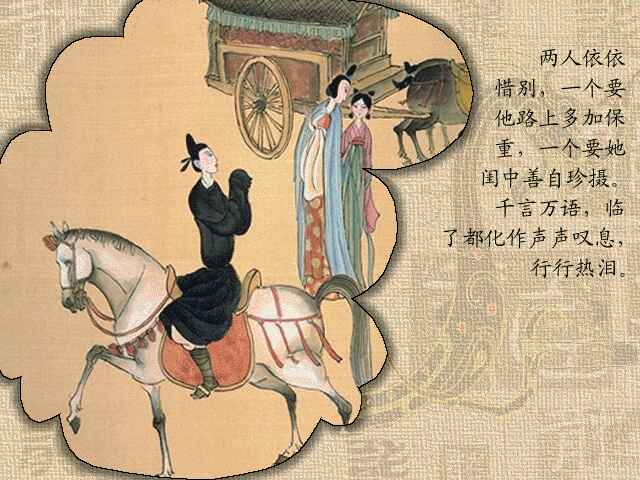 两人依依
惜别，一个要
他路上多加保
重，一个要她
闺中善自珍摄。
千言万语，临
了都化作声声叹息，
行行热泪。